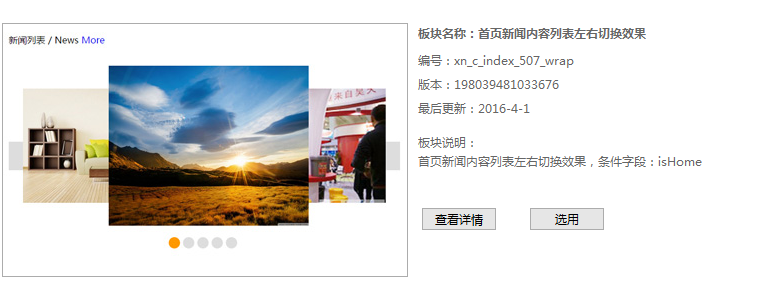 新闻列表 / News More
板块名称：首页新闻内容列表左右切换效果
编号：xn_c_index_507_wrap
版本：198039481033676
最后更新：2016-4-1
板块说明：
首页新闻内容列表左右切换效果，条件字段：isHome
查看详情
选用